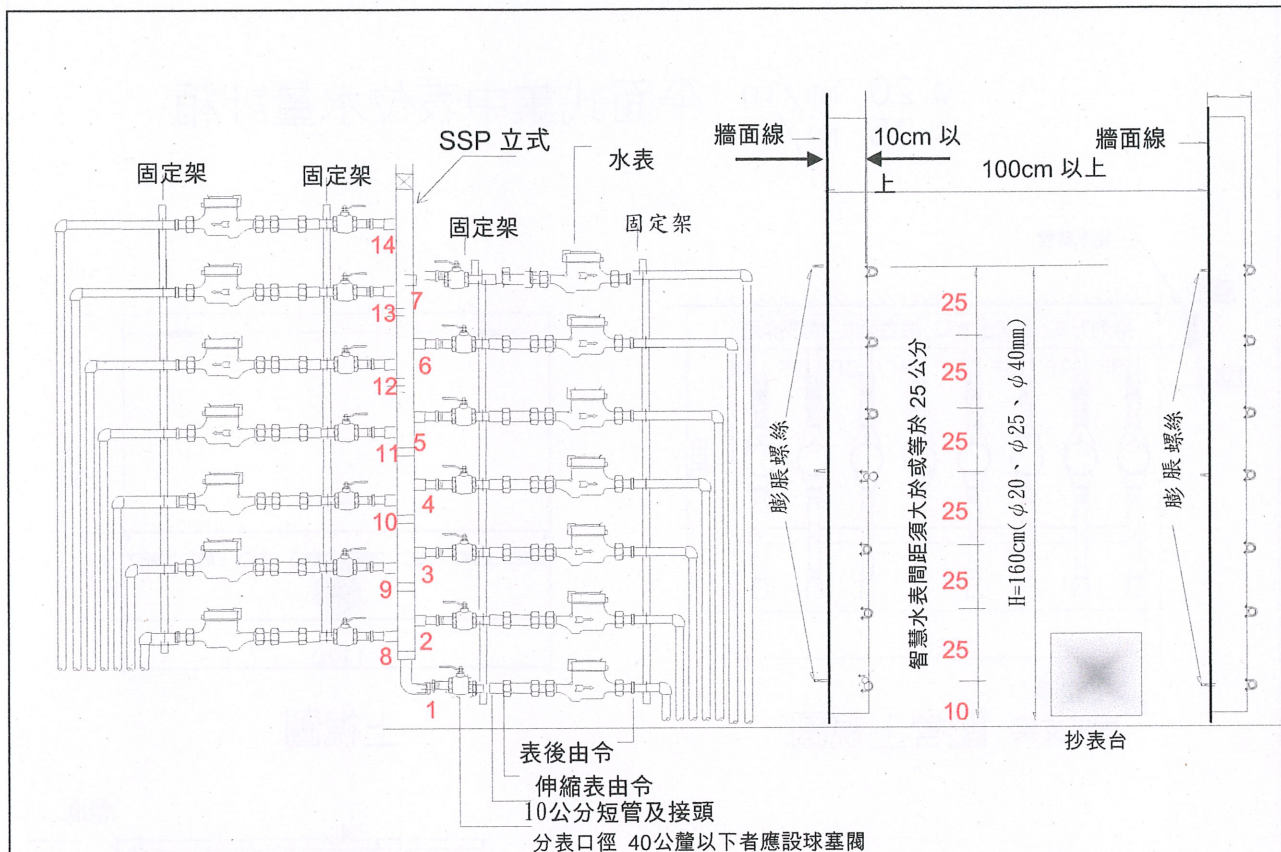 SSP 立式
水表
牆面線
10cm 以
上
牆面線
固定架
固定架
100cm 以上
固定架
固定架
14
7
13
6
12
5
11
4
10
3
9
2
8
1
膨脹螺絲
智慧水表間距須大於或等於 25 公分
25
25
25
25
25
25
10
H=160cm(φ20、φ25、φ40mm)
膨脹螺絲
抄表台
表後由令
伸縮表由令
10公分短管及接頭
分表口徑 40公釐以下者應設球塞閥